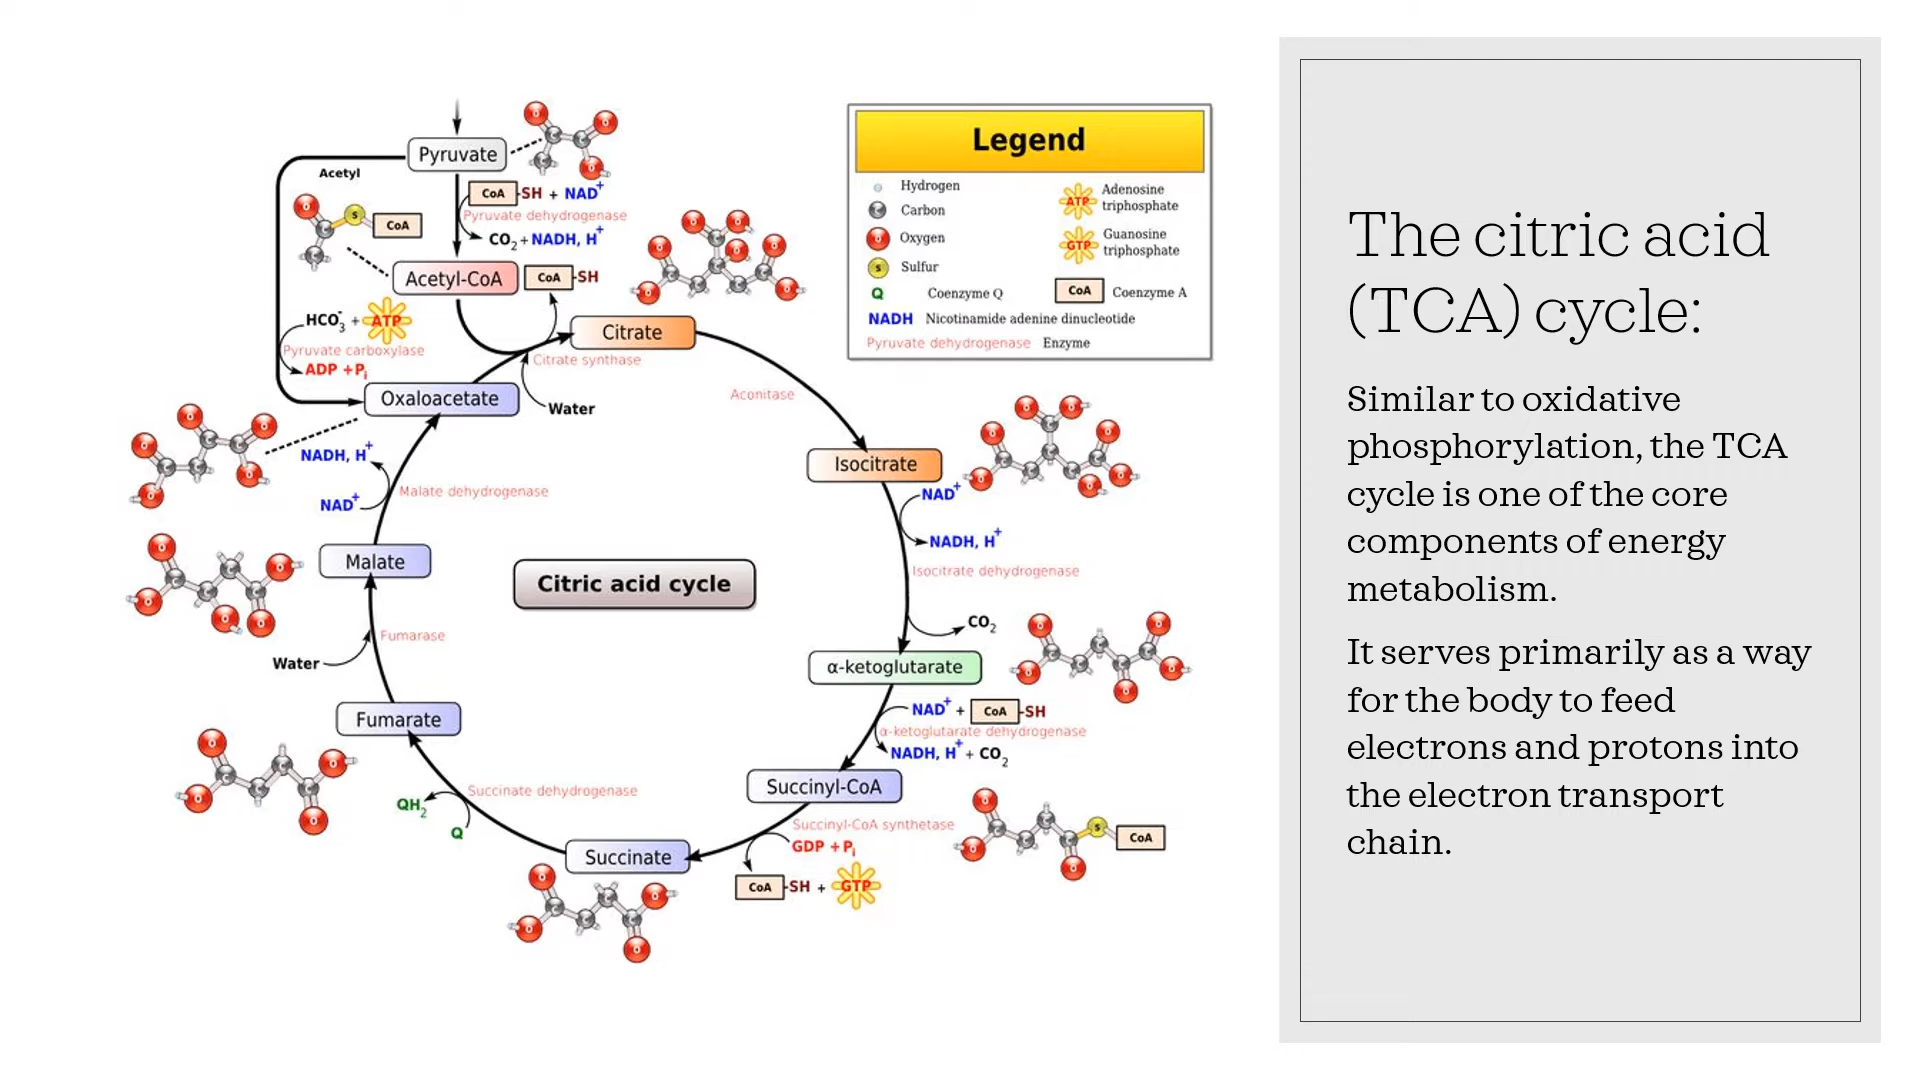 Pyruvate
Acetyl
CoA -SH + NAD+
Pyruvate dehydrogenase
CO2 + NADH, H+
S CoA
Acetyl-CoA
CoA -SH
HCO3- + ATP
Pyruvate carboxylase
ADP + Pi
Citrate
Citrate synthase
Water
Oxaloacetate
Aconitase
Isocitrate
NAD+
NADH, H+
Isocitrate dehydrogenase
CO2
α-ketoglutarate
NAD+ + CoA -SH
α-ketoglutarate dehydrogenase
NADH, H+ + CO2
Succinyl-CoA
Succinyl-CoA synthetase
GDP + Pi
CoA -SH + GTP
S CoA
Succinate
Succinate dehydrogenase
QH2
Q
Fumarate
Fumarase
Water
Malate
Malate dehydrogenase
NAD+
NADH, H+
Citric acid cycle
Legend
Hydrogen
Carbon
Oxygen
S Sulfur
Q Coenzyme Q
NADH Nicotinamide adenine dinucleotide
Pyruvate dehydrogenase Enzyme
ATP Adenosine
triphosphate
GTP Guanosine
triphosphate
CoA Coenzyme A
The citric acid
(TCA) cycle:
Similar to oxidative
phosphorylation, the TCA
cycle is one of the core
components of energy
metabolism.
It serves primarily as a way
for the body to feed
electrons and protons into
the electron transport
chain.